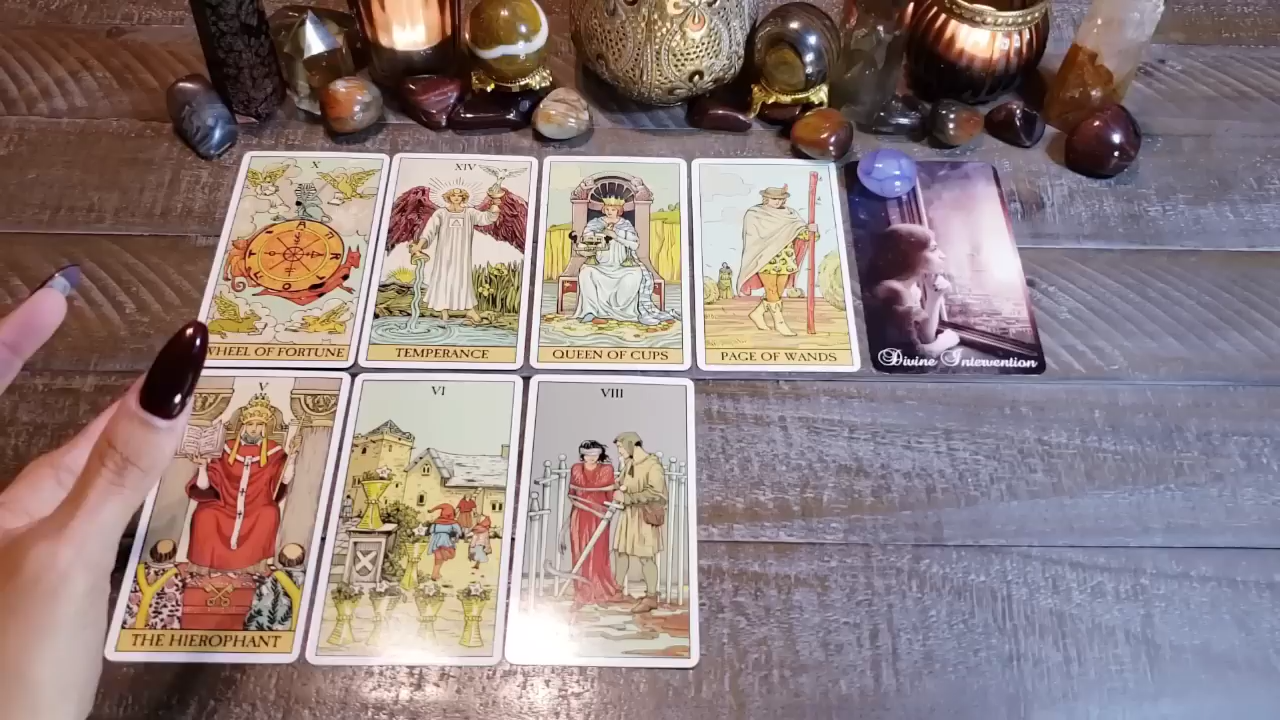 X
XIV
WHEEL OF FORTUNE
TEMPERANCE
QUEEN OF CUPS
PAGE OF WANDS
Divine Intervention
V
VI
VIII
THE HIEROPHANT